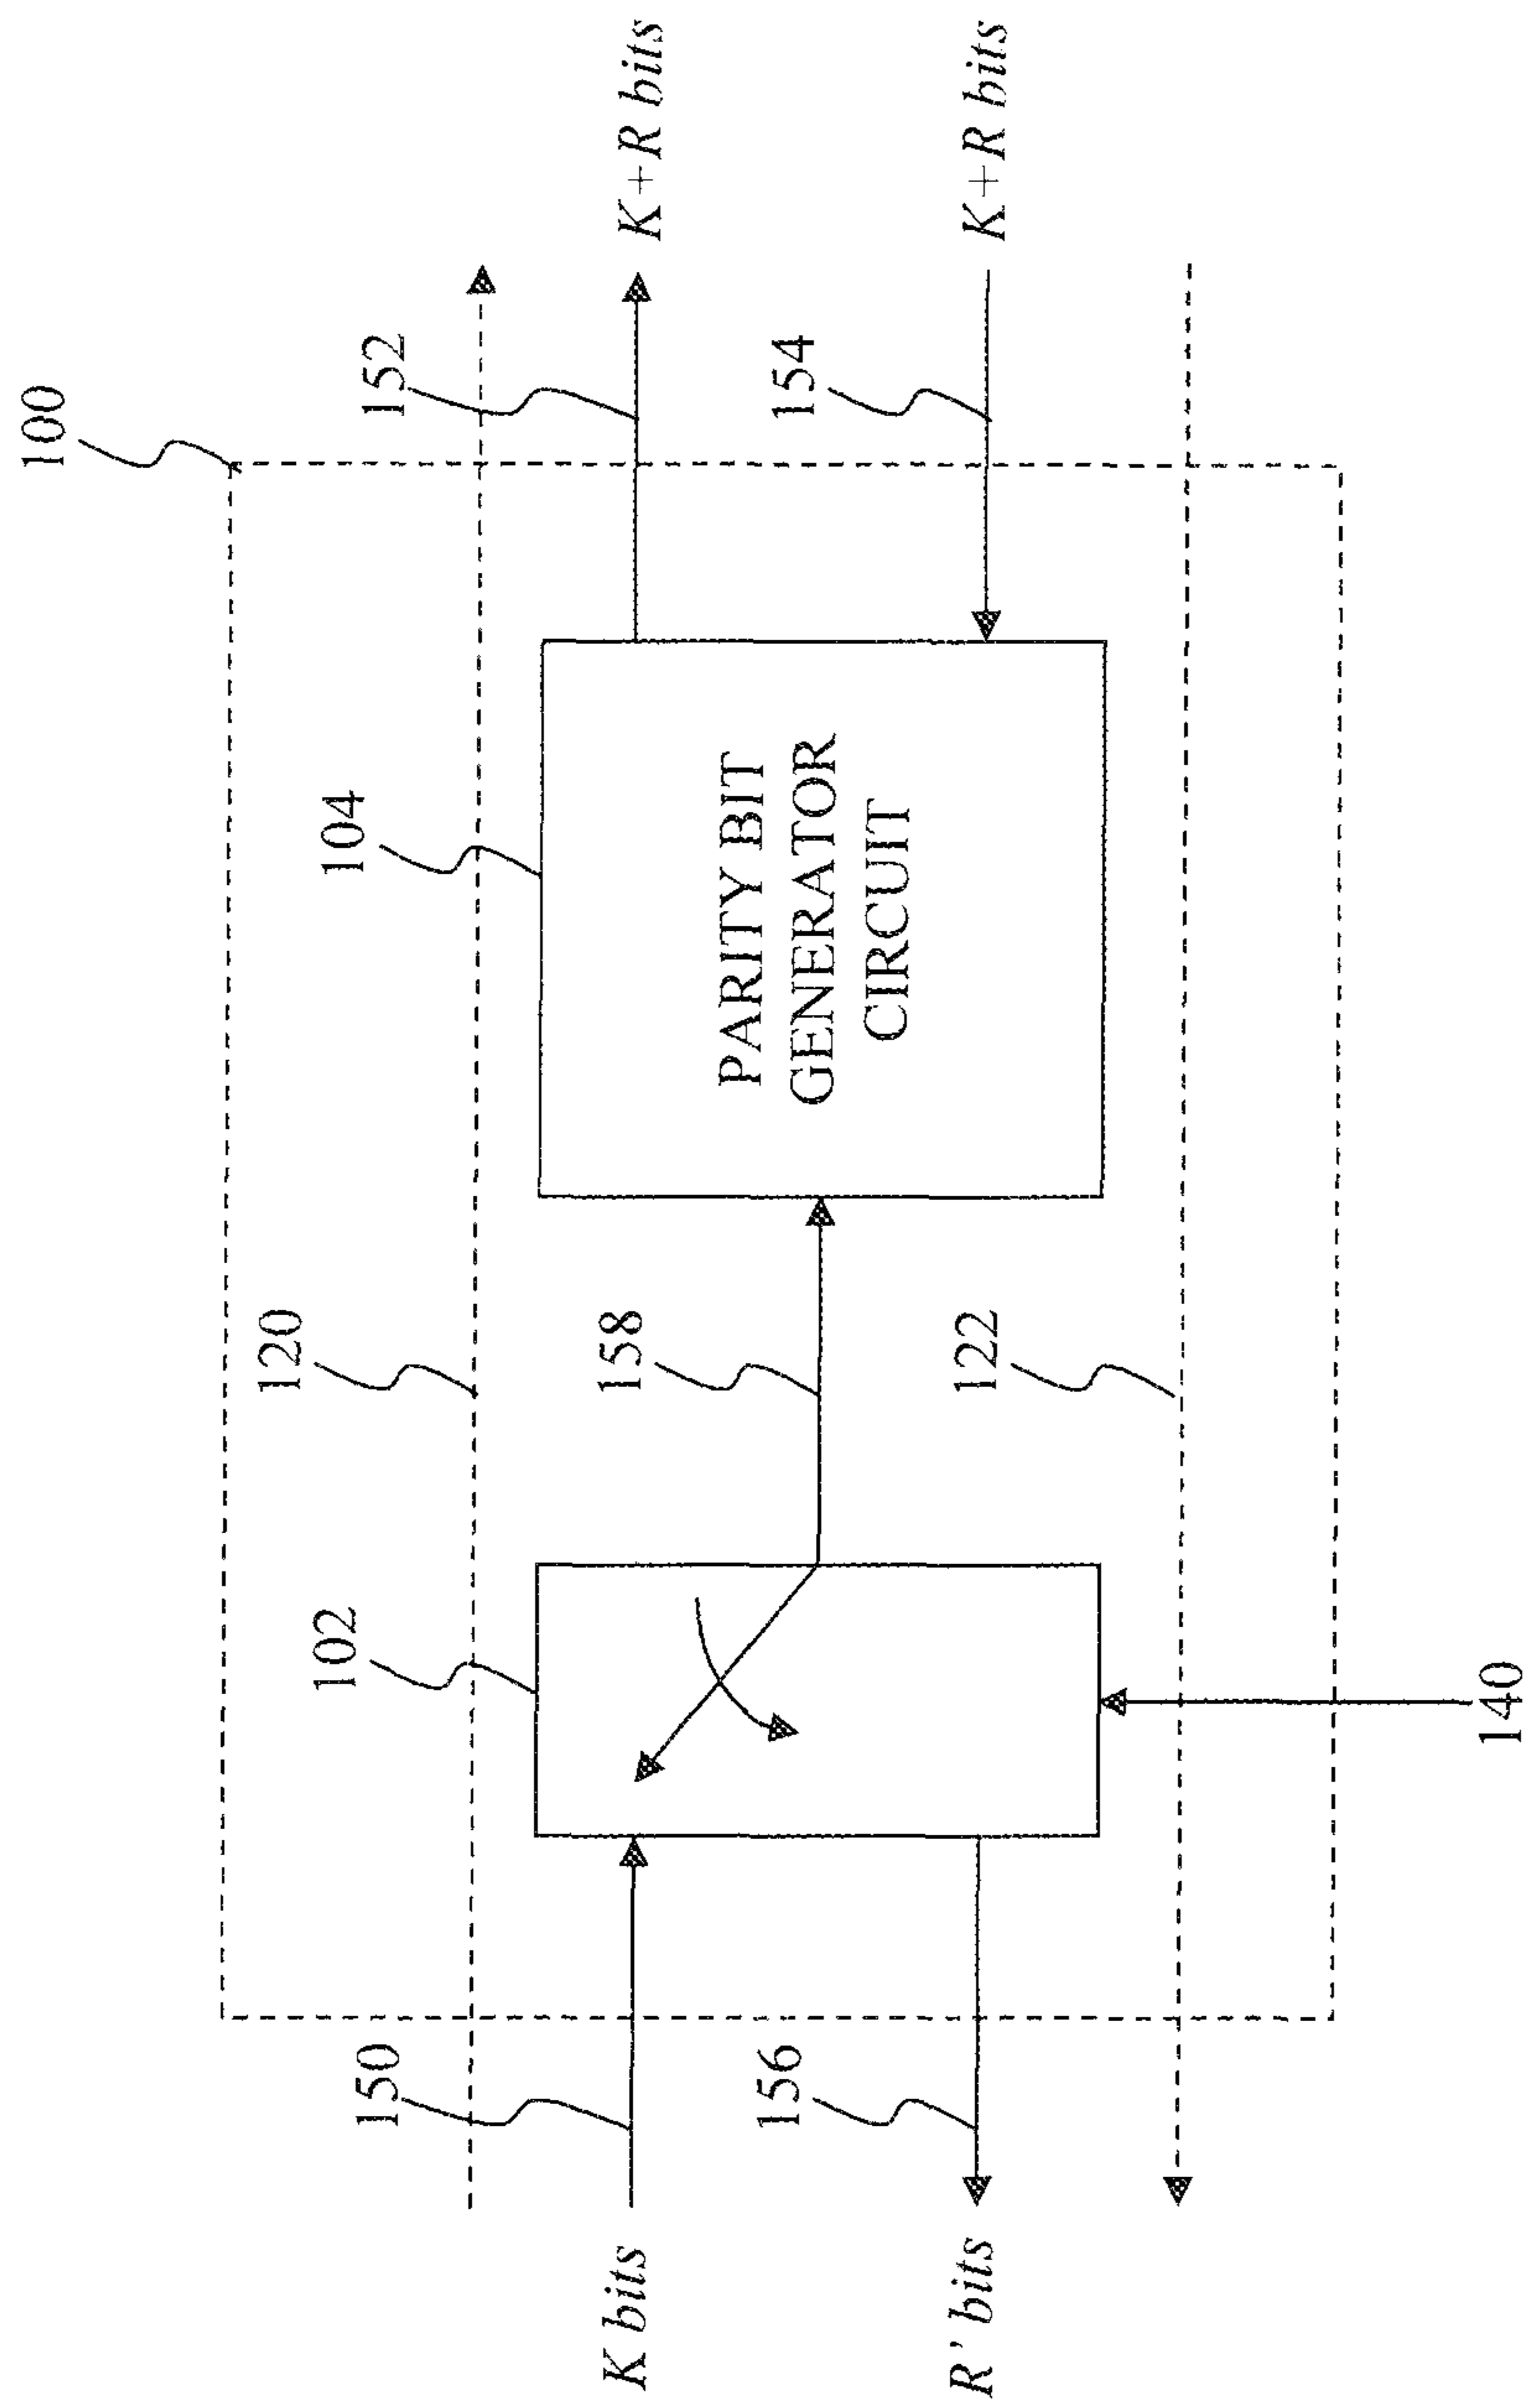 100
152
K+R bits
154
K+R bits
104
PARITY BIT
GENERATOR
CIRCUIT
120
158
122
102
140
150
K bits
156
R' bits